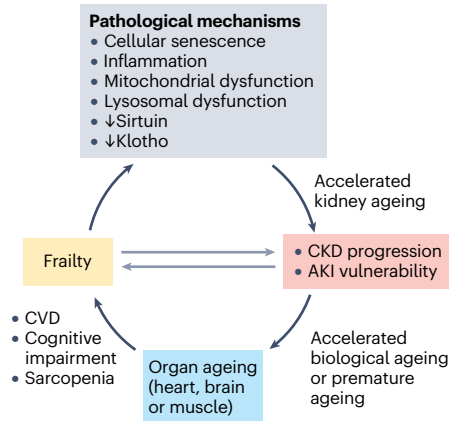 Pathological mechanisms
• Cellular senescence
• Inflammation
• Mitochondrial dysfunction
• Lysosomal dysfunction
• ↓Sirtuin
• ↓Klotho
Accelerated
kidney ageing
Frailty
• CKD progression
• AKI vulnerability
• CVD
• Cognitive
impairment
• Sarcopenia
Organ ageing
(heart, brain
or muscle)
Accelerated
biological ageing
or premature
ageing